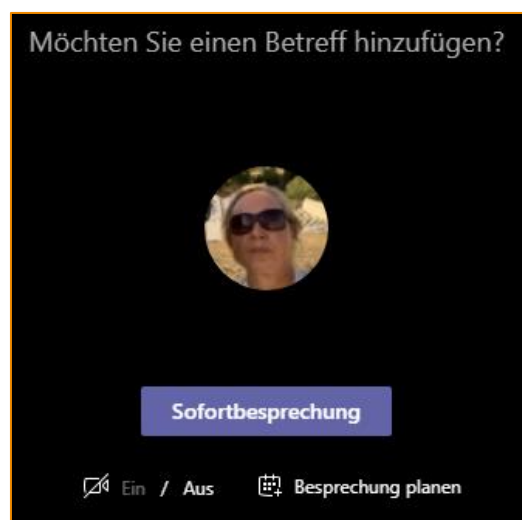 Möchten Sie einen Betreff hinzufügen?
Sofortbesprechung
Ein / Aus Besprechung planen